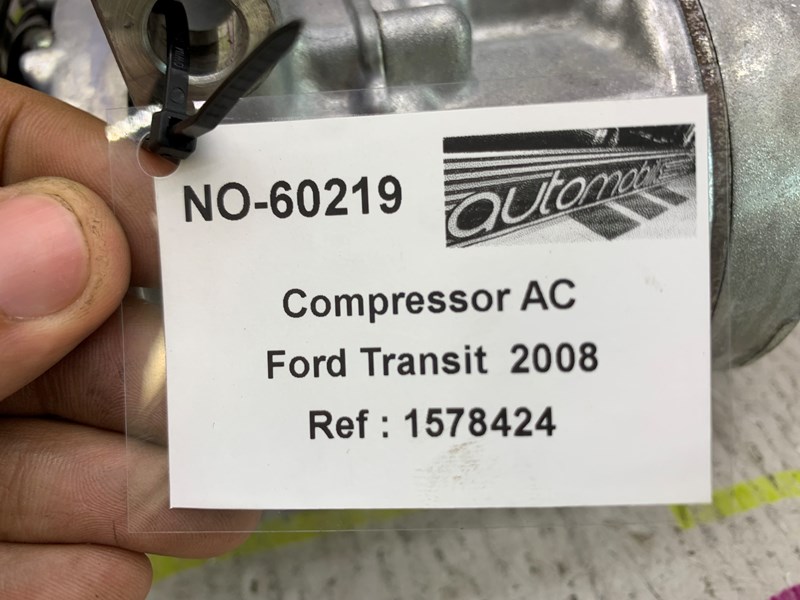 NO-60219
automobile
Compressor AC
Ford Transit 2008
Ref : 1578424